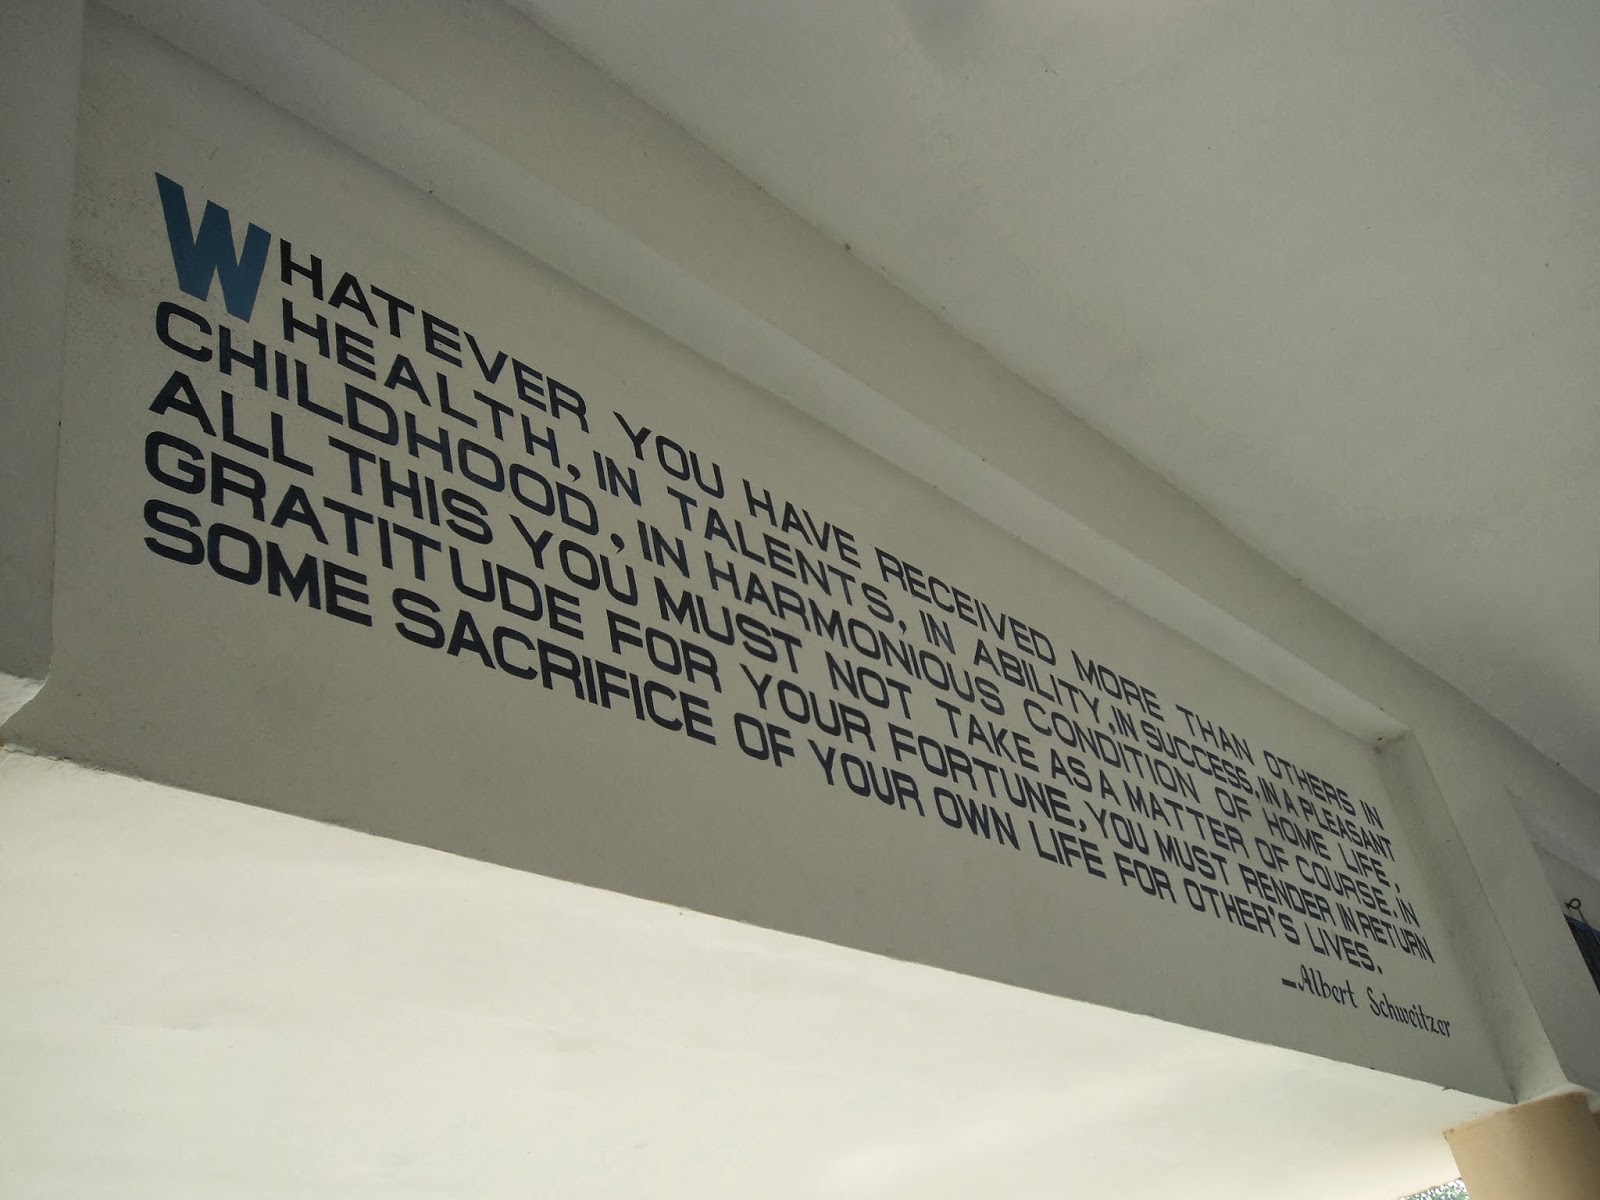 WHATEVER YOU HAVE RECEIVED MORE THAN OTHERS IN
HEALTH, IN TALENTS, IN ABILITY, IN SUCCESS, IN A PLEASANT
CHILDHOOD, IN HARMONIOUS CONDITION OF HOME LIFE,
ALL THIS YOU MUST NOT TAKE AS A MATTER OF COURSE. IN
GRATITUDE FOR YOUR FORTUNE, YOU MUST RENDER IN RETURN
SOME SACRIFICE OF YOUR OWN LIFE FOR OTHER'S LIVES.
—Albert Schweitzer